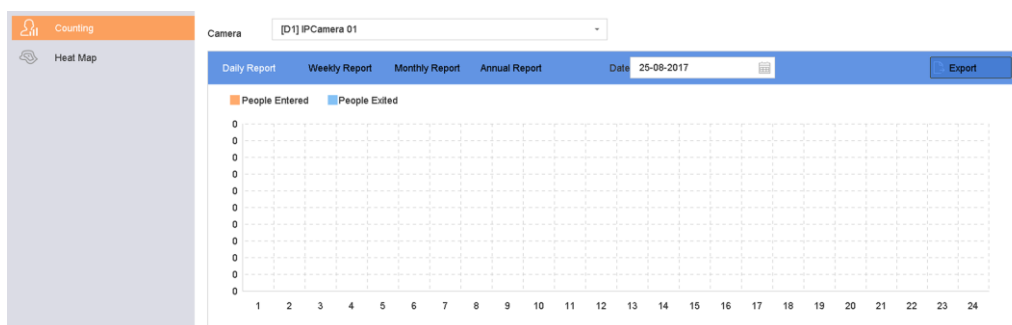 Counting
Heat Map
Camera [D1] IPCamera 01
Daily Report Weekly Report Monthly Report Annual Report Date 25-08-2017 Export
People Entered People Exited
0
0
0
0
0
0
0
0
0
0
0
1 2 3 4 5 6 7 8 9 10 11 12 13 14 15 16 17 18 19 20 21 22 23 24